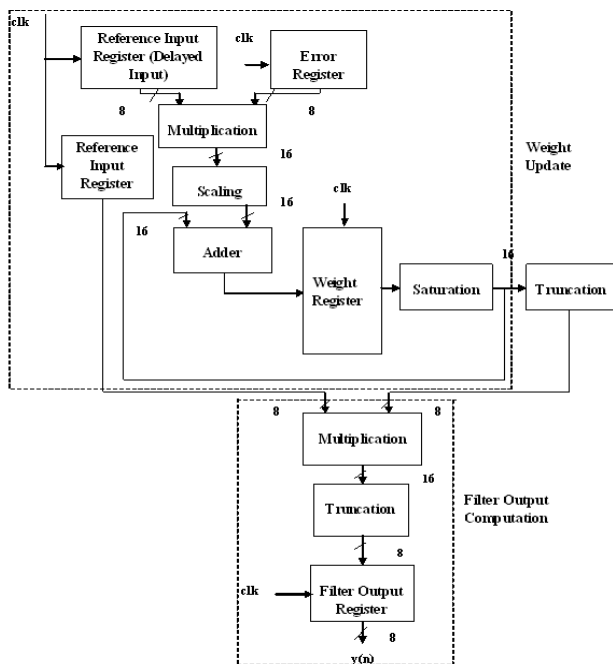 clk
Reference Input
Register (Delayed
Input)
clk
Error
Register
8
8
Multiplication
16
Reference
Input
Register
Scaling
16
clk
Weight
Update
16
Adder
Weight
Register
Saturation
16
Truncation
8
8
Multiplication
16
Truncation
Filter Output
Computation
8
clk
Filter Output
Register
8
y(n)